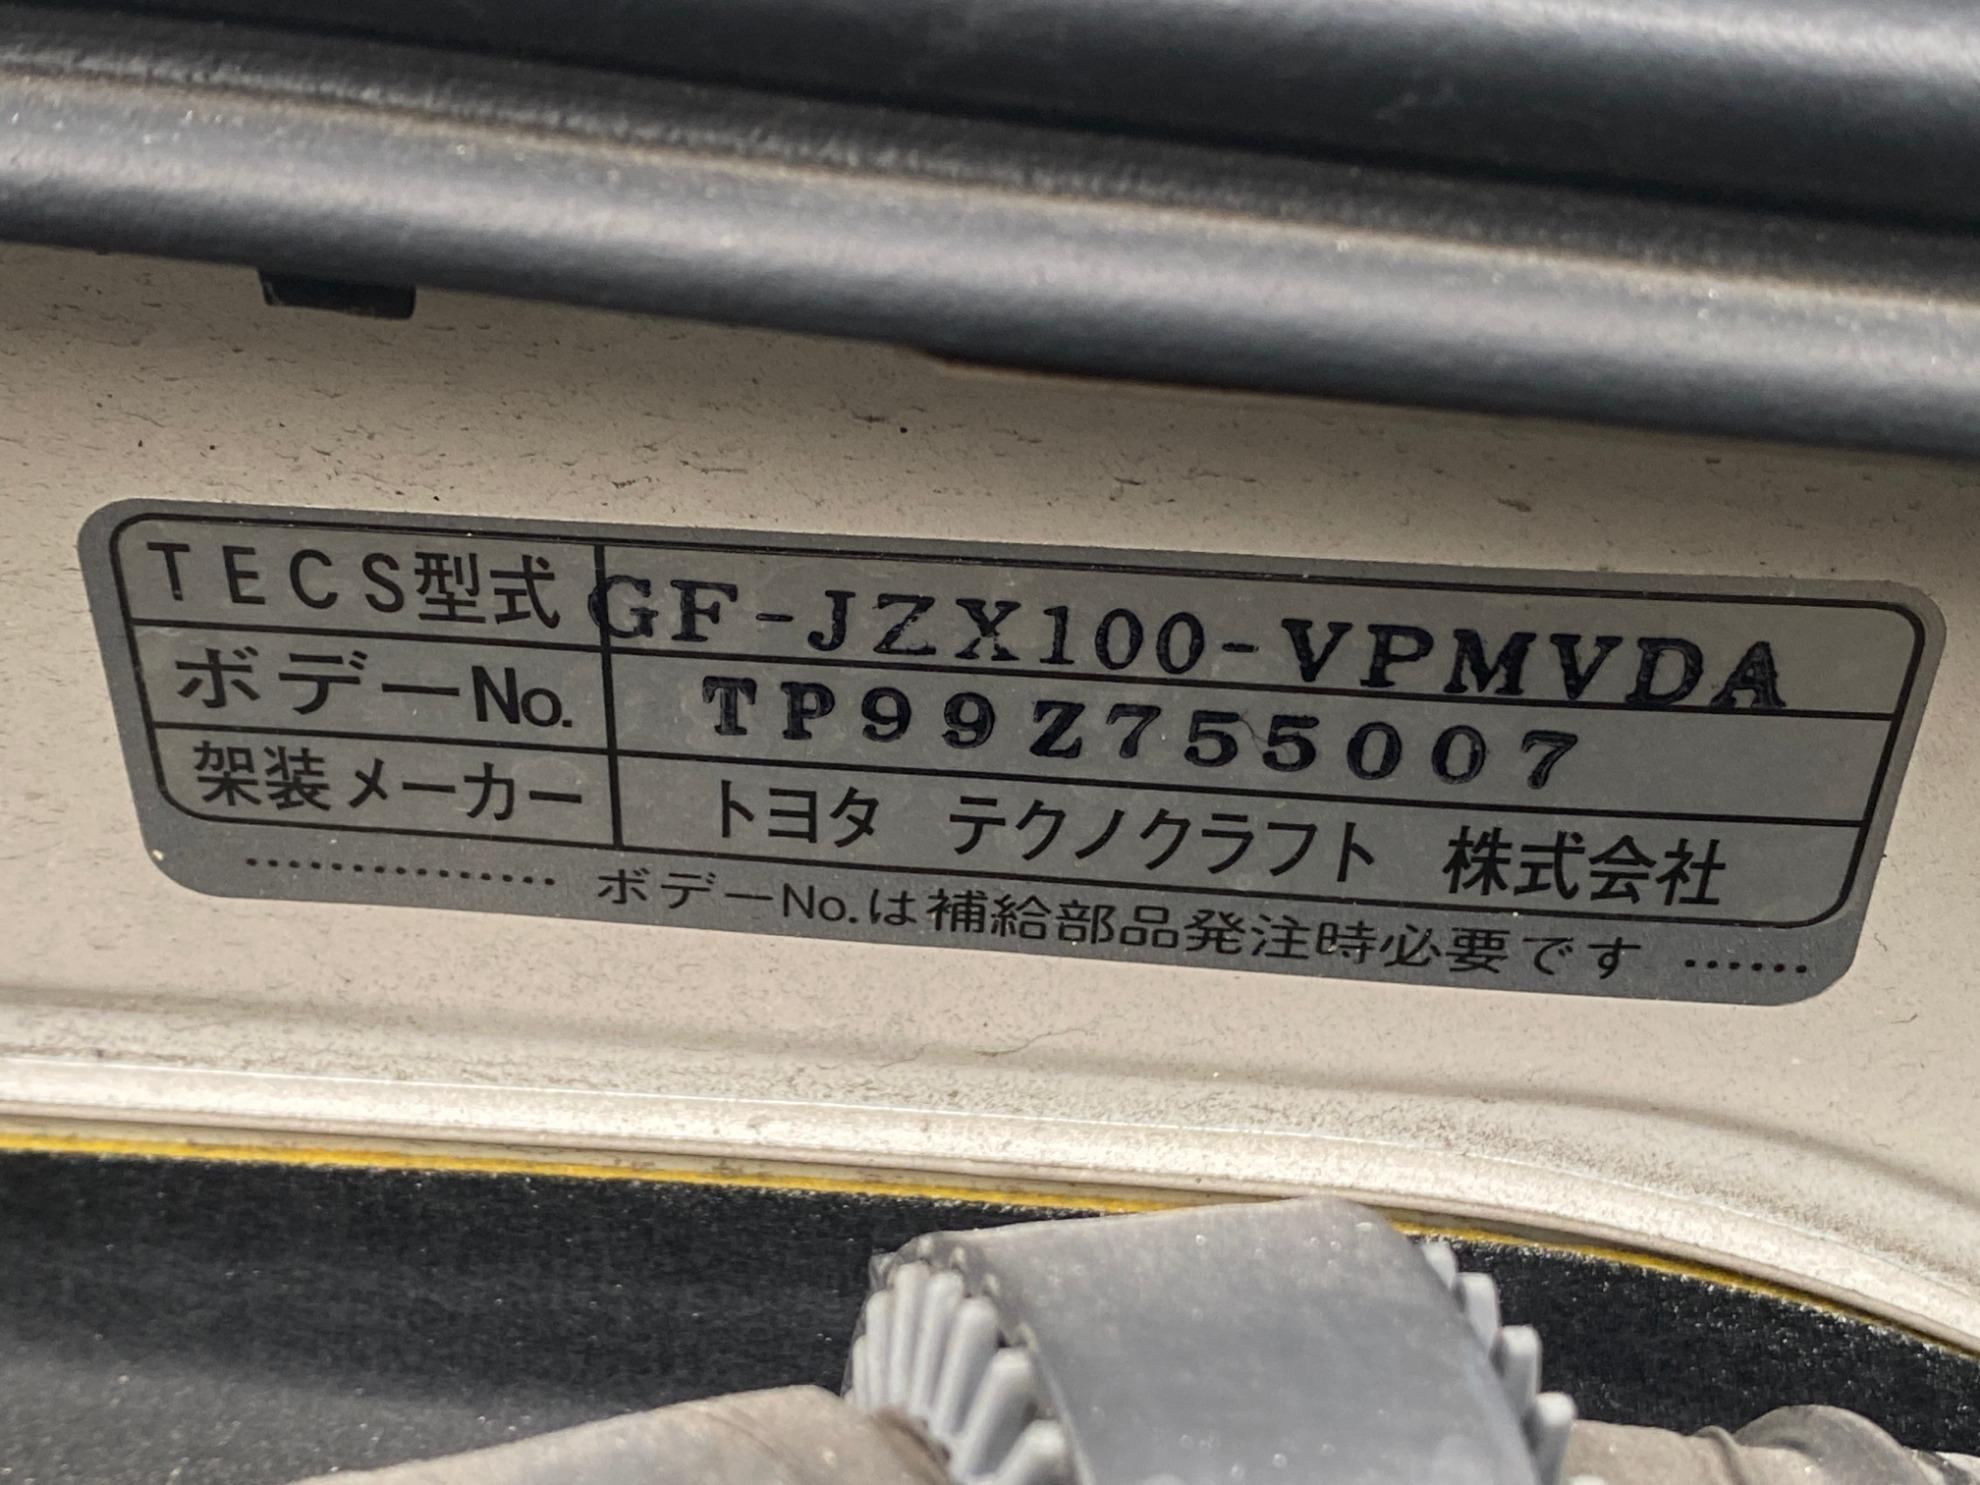 TECS型式 GF-JZX100-VPMVDA
ボデーNo. TP99Z755007
架装メーカー トヨタ テクノクラフト 株式会社
............... ボデーNo.は補給部品発注時必要です ......